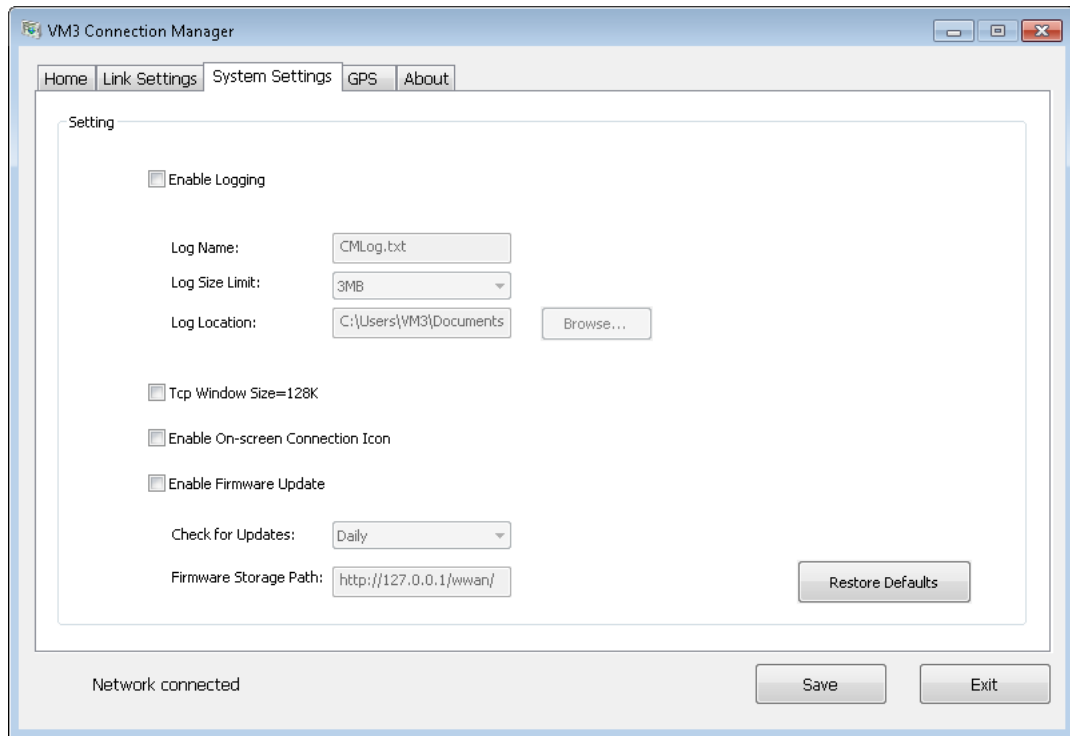 VM3 Connection Manager
Home Link Settings System Settings GPS About
Setting
Enable Logging
Log Name: CMLog.txt
Log Size Limit: 3MB
Log Location: C:\Users\VM3\Documents Browse...
Tcp Window Size=128K
Enable On-screen Connection Icon
Enable Firmware Update
Check for Updates: Daily
Firmware Storage Path: http://127.0.0.1/wwan/
Restore Defaults
Network connected Save Exit